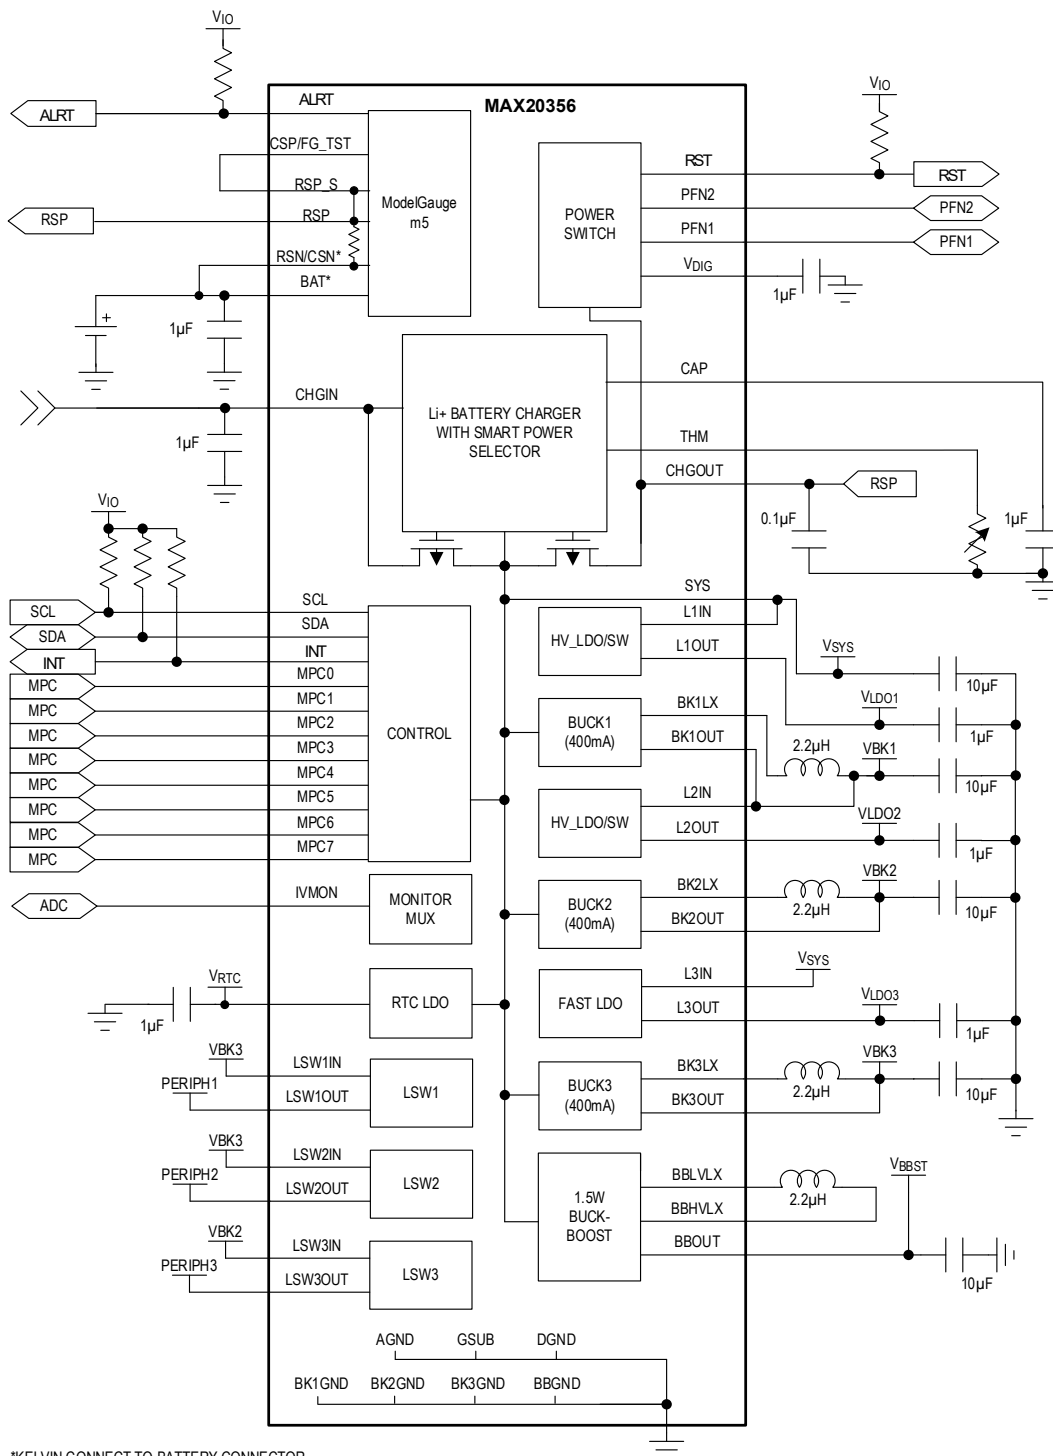 VIO
ALRT
ALRT
MAX20356
VIO
CSP/FG_TST
RSP_S
RSP
RSP
RSN/CSN*
BAT*
ModelGauge
m5
+
1µF
POWER
SWITCH
RST
RST
PFN2
PFN2
PFN1
PFN1
VDIG
1µF
CHGIN
1µF
Li+ BATTERY CHARGER
WITH SMART POWER
SELECTOR
CAP
THM
CHGOUT
RSP
0.1µF
1µF
VIO
SCL
SCL
SDA
SDA
INT
INT
MPC
MPC0
MPC
MPC1
MPC
MPC2
MPC
MPC3
MPC
MPC4
MPC
MPC5
MPC
MPC6
MPC
MPC7
CONTROL
ADC
IVMON
MONITOR
MUX
VRTC
1µF
RTC LDO
VBK3
LSW1IN
PERIPH1
LSW1OUT
LSW1
VBK3
LSW2IN
PERIPH2
LSW2OUT
LSW2
VBK2
LSW3IN
PERIPH3
LSW3OUT
LSW3
SYS
HV_LDO/SW
L1IN
L1OUT
VSYS
10µF
VLDO1
1µF
BUCK1
(400mA)
BK1LX
BK1OUT
2.2µH
VBK1
10µF
HV_LDO/SW
L2IN
L2OUT
VLDO2
1µF
BUCK2
(400mA)
BK2LX
BK2OUT
2.2µH
VBK2
10µF
FAST LDO
L3IN
L3OUT
VSYS
VLDO3
1µF
BUCK3
(400mA)
BK3LX
BK3OUT
2.2µH
VBK3
10µF
1.5W
BUCK-
BOOST
BBLVLX
BBHVLX
BBOUT
2.2µH
VBBST
10µF
AGND GSUB DGND
BK1GND BK2GND BK3GND BBGND
*KELVIN CONNECT TO BATTERY CONNECTOR